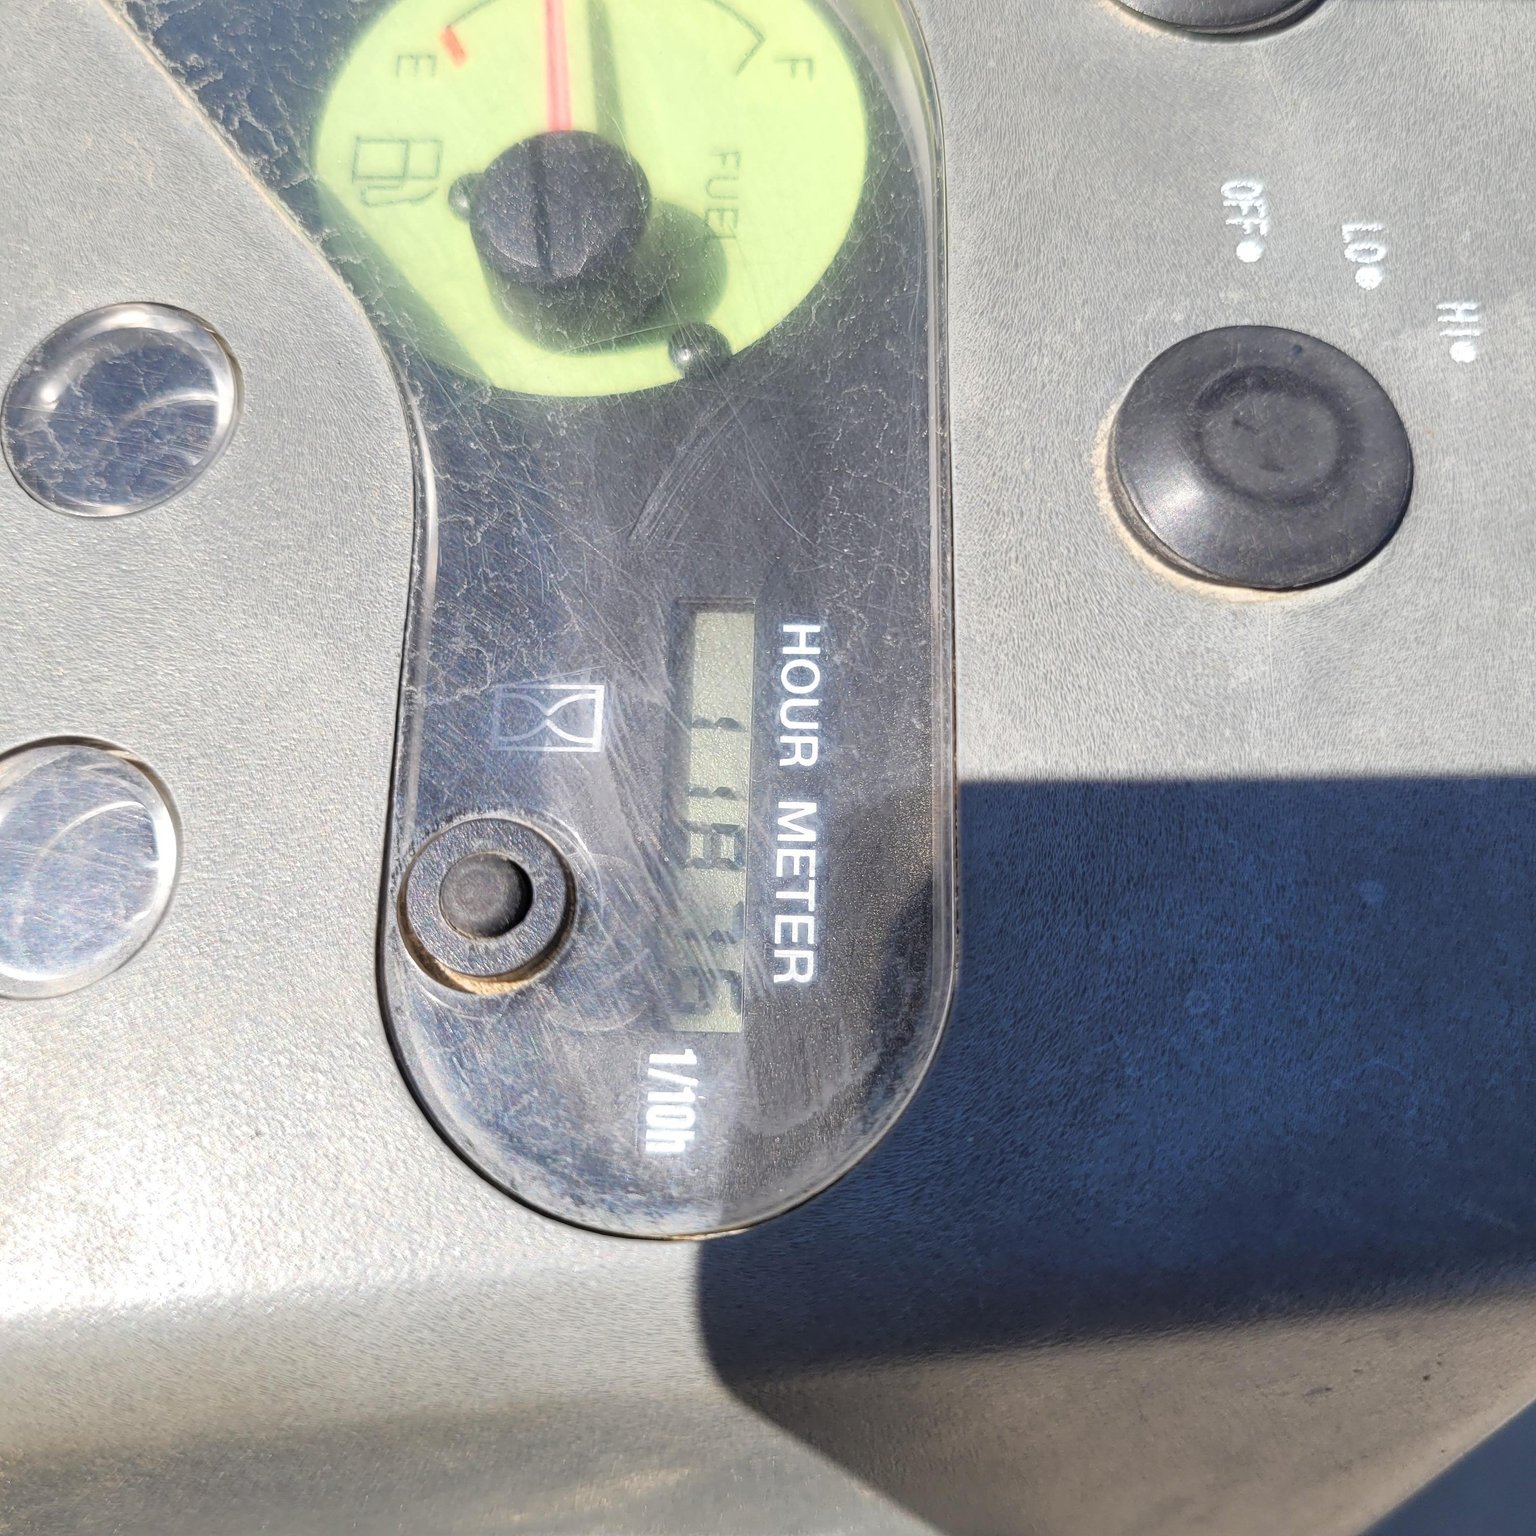 E
F
FUEL
OFF
LO
HI
HOUR METER
1/10h